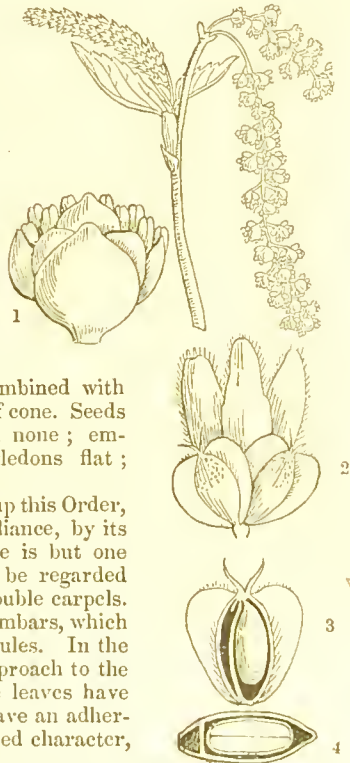 1
mbined with
f cone. Seeds
none ; em-
ledons flat ;
2
up this Order,
liance, by its
e is but one
be regarded
ouble carpels.
mbars, which
ules. In the
proach to the
leaves have
ave an adher-
ed character,
3
4